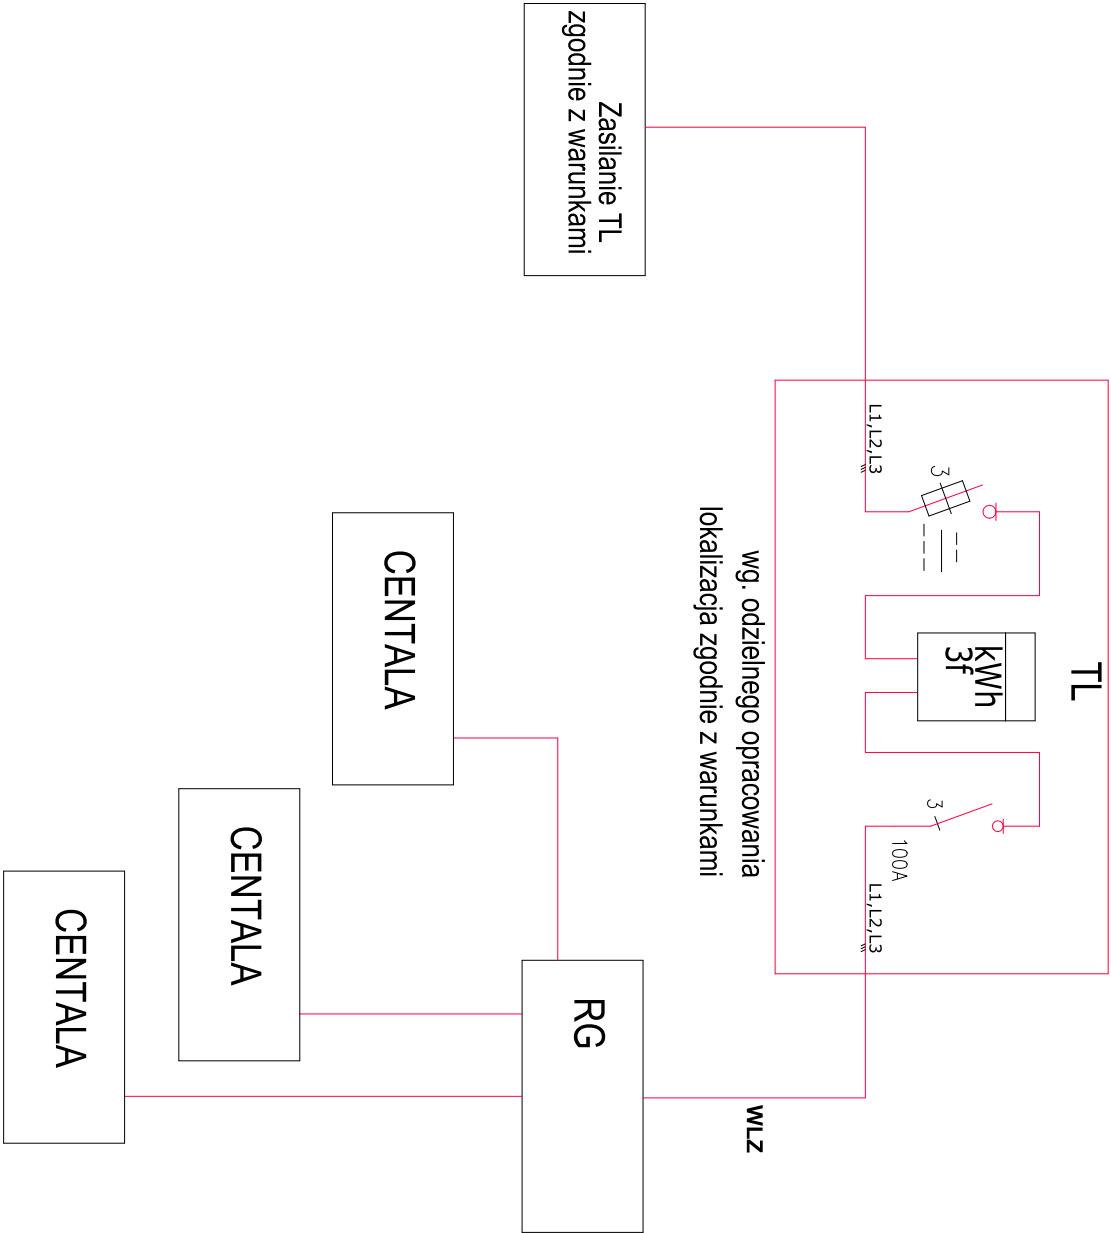 Zasilanie TL
zgodnie z warunkami
TL
L1,L2,L3
3
kWh
3f
3
100A
L1,L2,L3
wg. odzielnego opracowania
lokalizacja zgodnie z warunkami
WLZ
RG
CENTALA
CENTALA
CENTALA